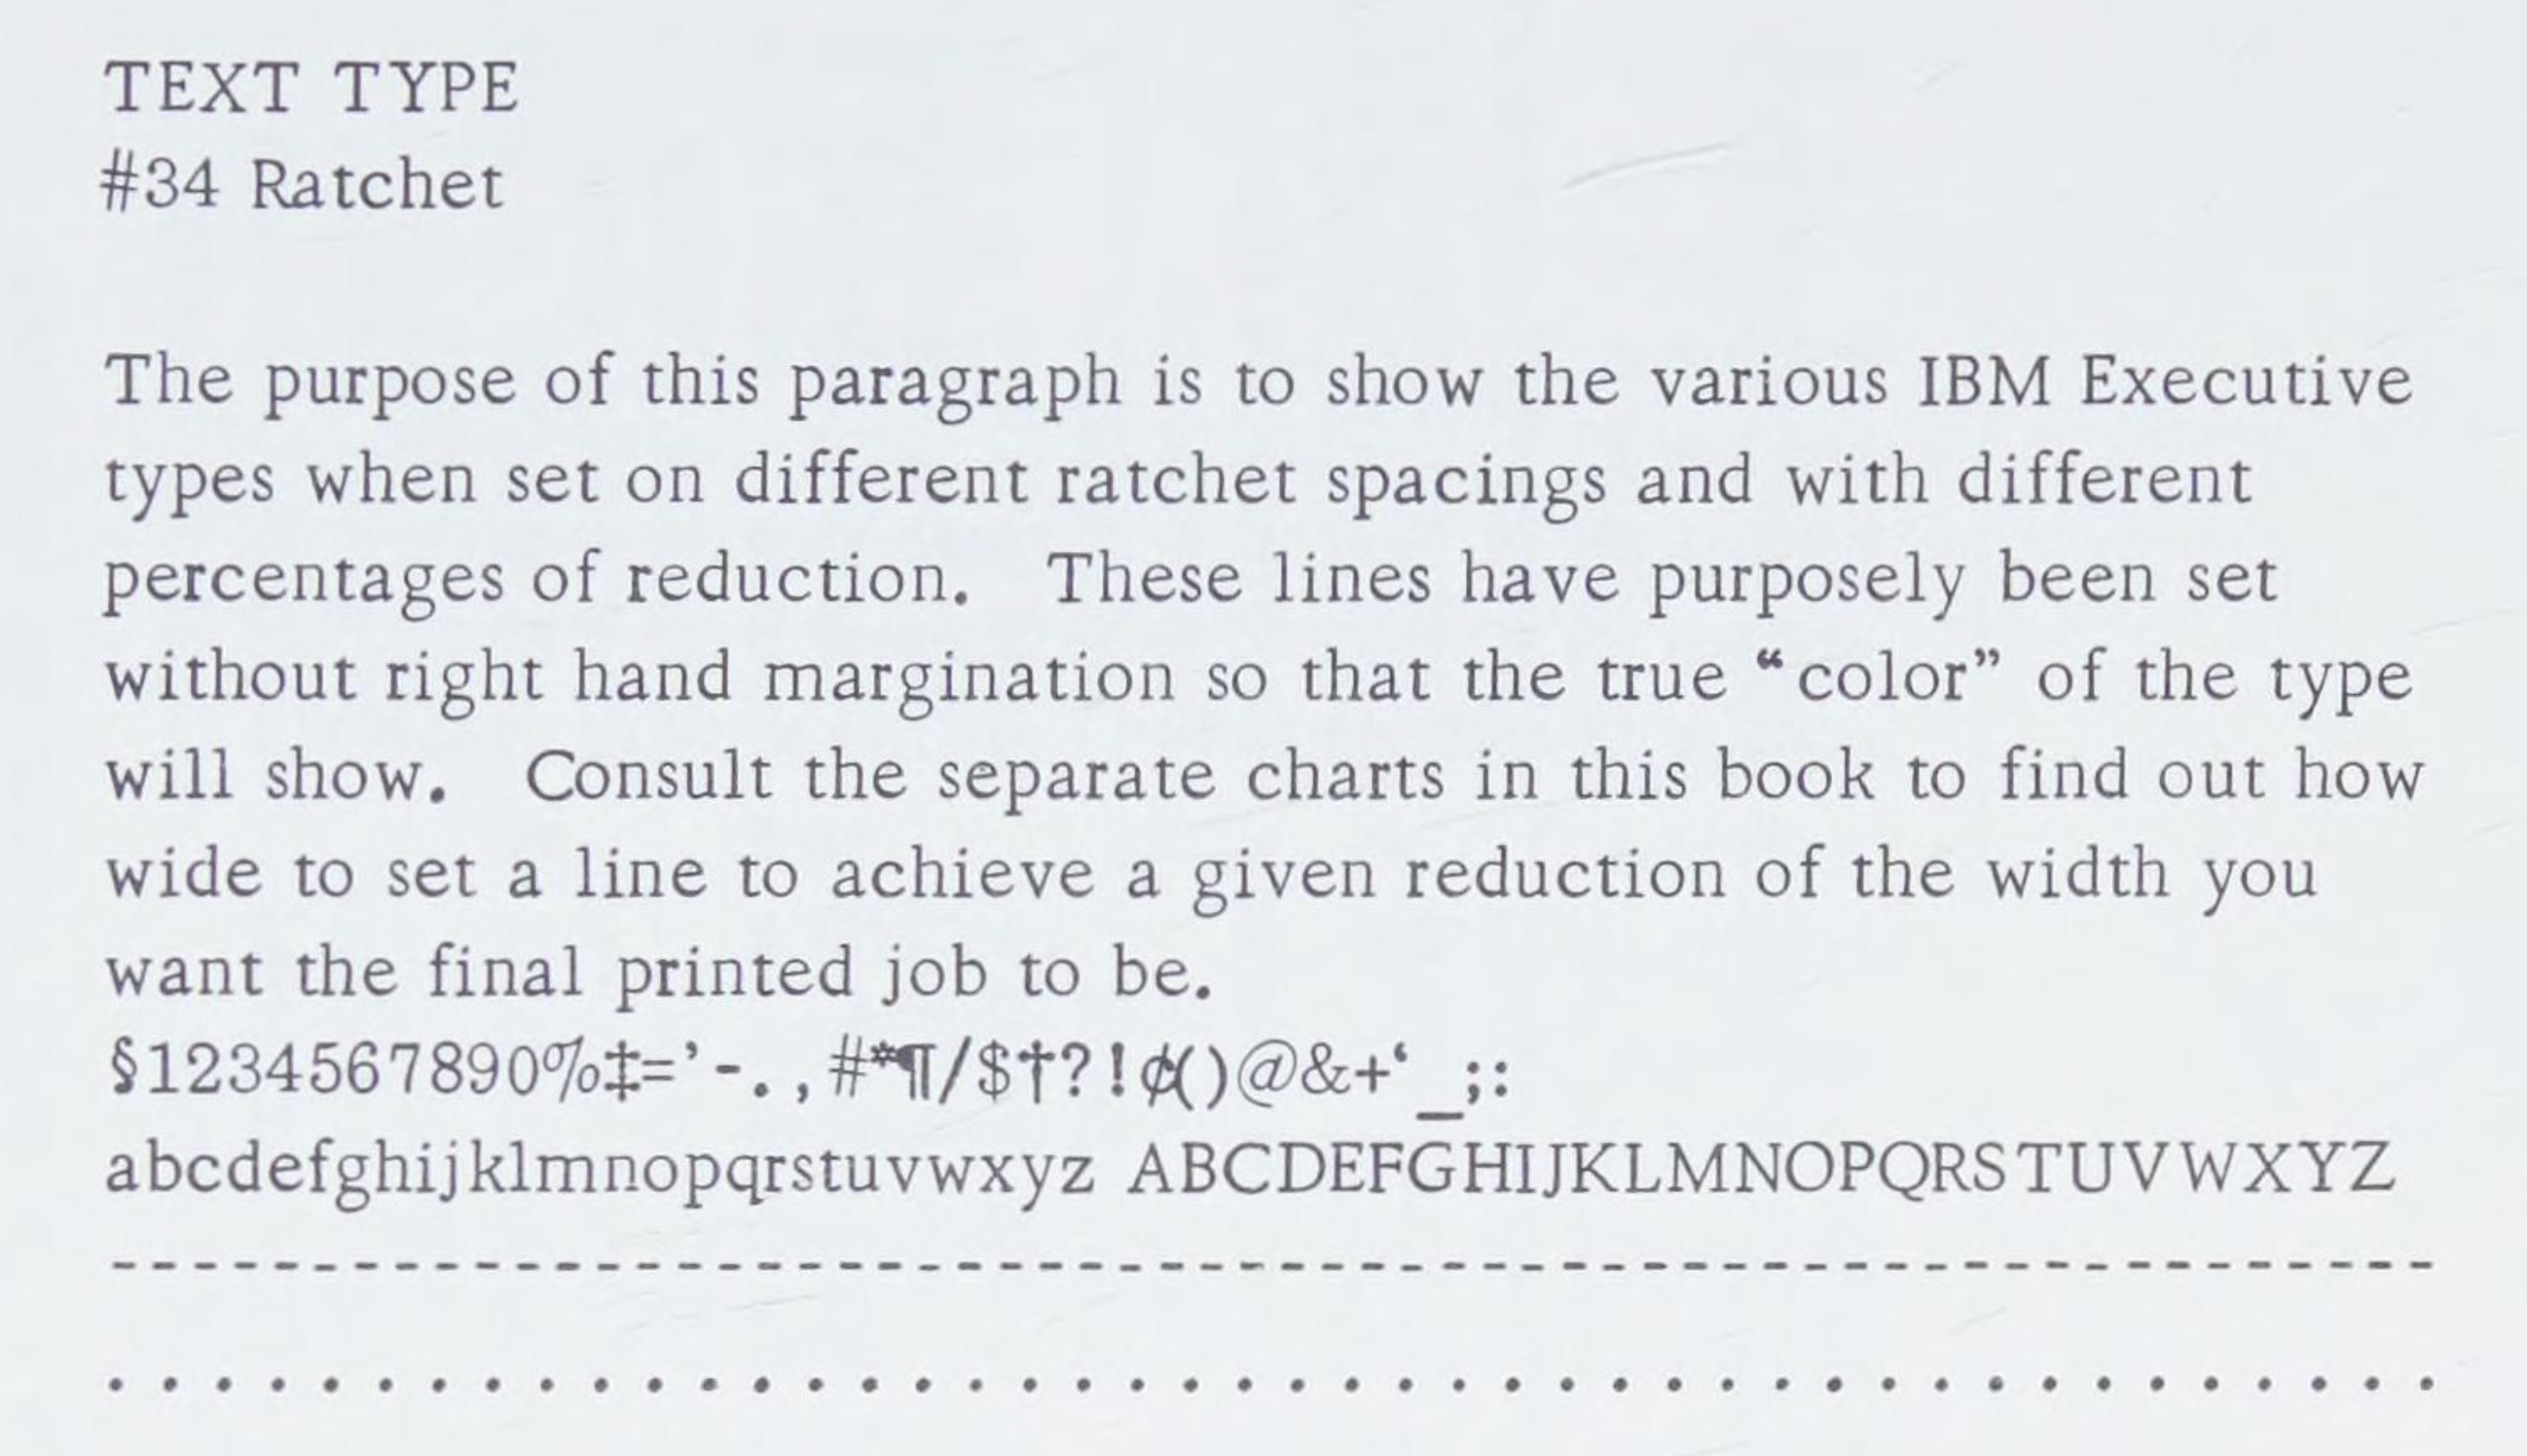 TEXT TYPE
#34 Ratchet
The purpose of this paragraph is to show the various IBM Executive
types when set on different ratchet spacings and with different
percentages of reduction.  These lines have purposely been set
without right hand margination so that the true “color” of the type
will show.  Consult the separate charts in this book to find out how
wide to set a line to achieve a given reduction of the width you
want the final printed job to be.
§1234567890%‡=’-.,#*¶/$†?!¢()@&+‘_;:
abcdefghijklmnopqrstuvwxyz ABCDEFGHIJKLMNOPQRSTUVWXYZ
----------------------------------------------------------
............................................